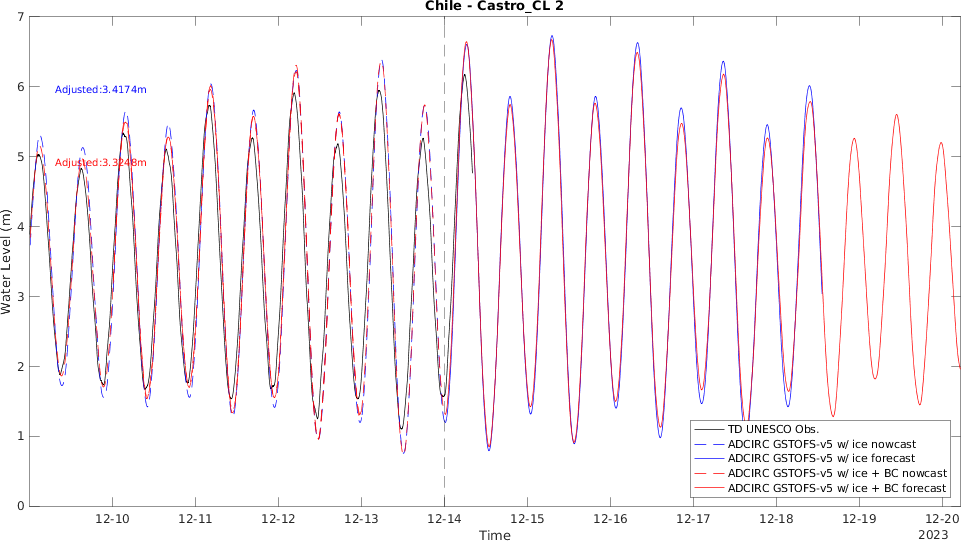 Chile - Castro_CL 2
7
6
5
4
3
2
1
0
Water Level (m)
Adjusted:3.4174m
Adjusted:3.3248m
TD UNESCO Obs.
ADCIRC GSTOFS-v5 w/ ice nowcast
ADCIRC GSTOFS-v5 w/ ice forecast
ADCIRC GSTOFS-v5 w/ ice + BC nowcast
ADCIRC GSTOFS-v5 w/ ice + BC forecast
12-10 12-11 12-12 12-13 12-14 12-15 12-16 12-17 12-18 12-19 12-20
Time
2023